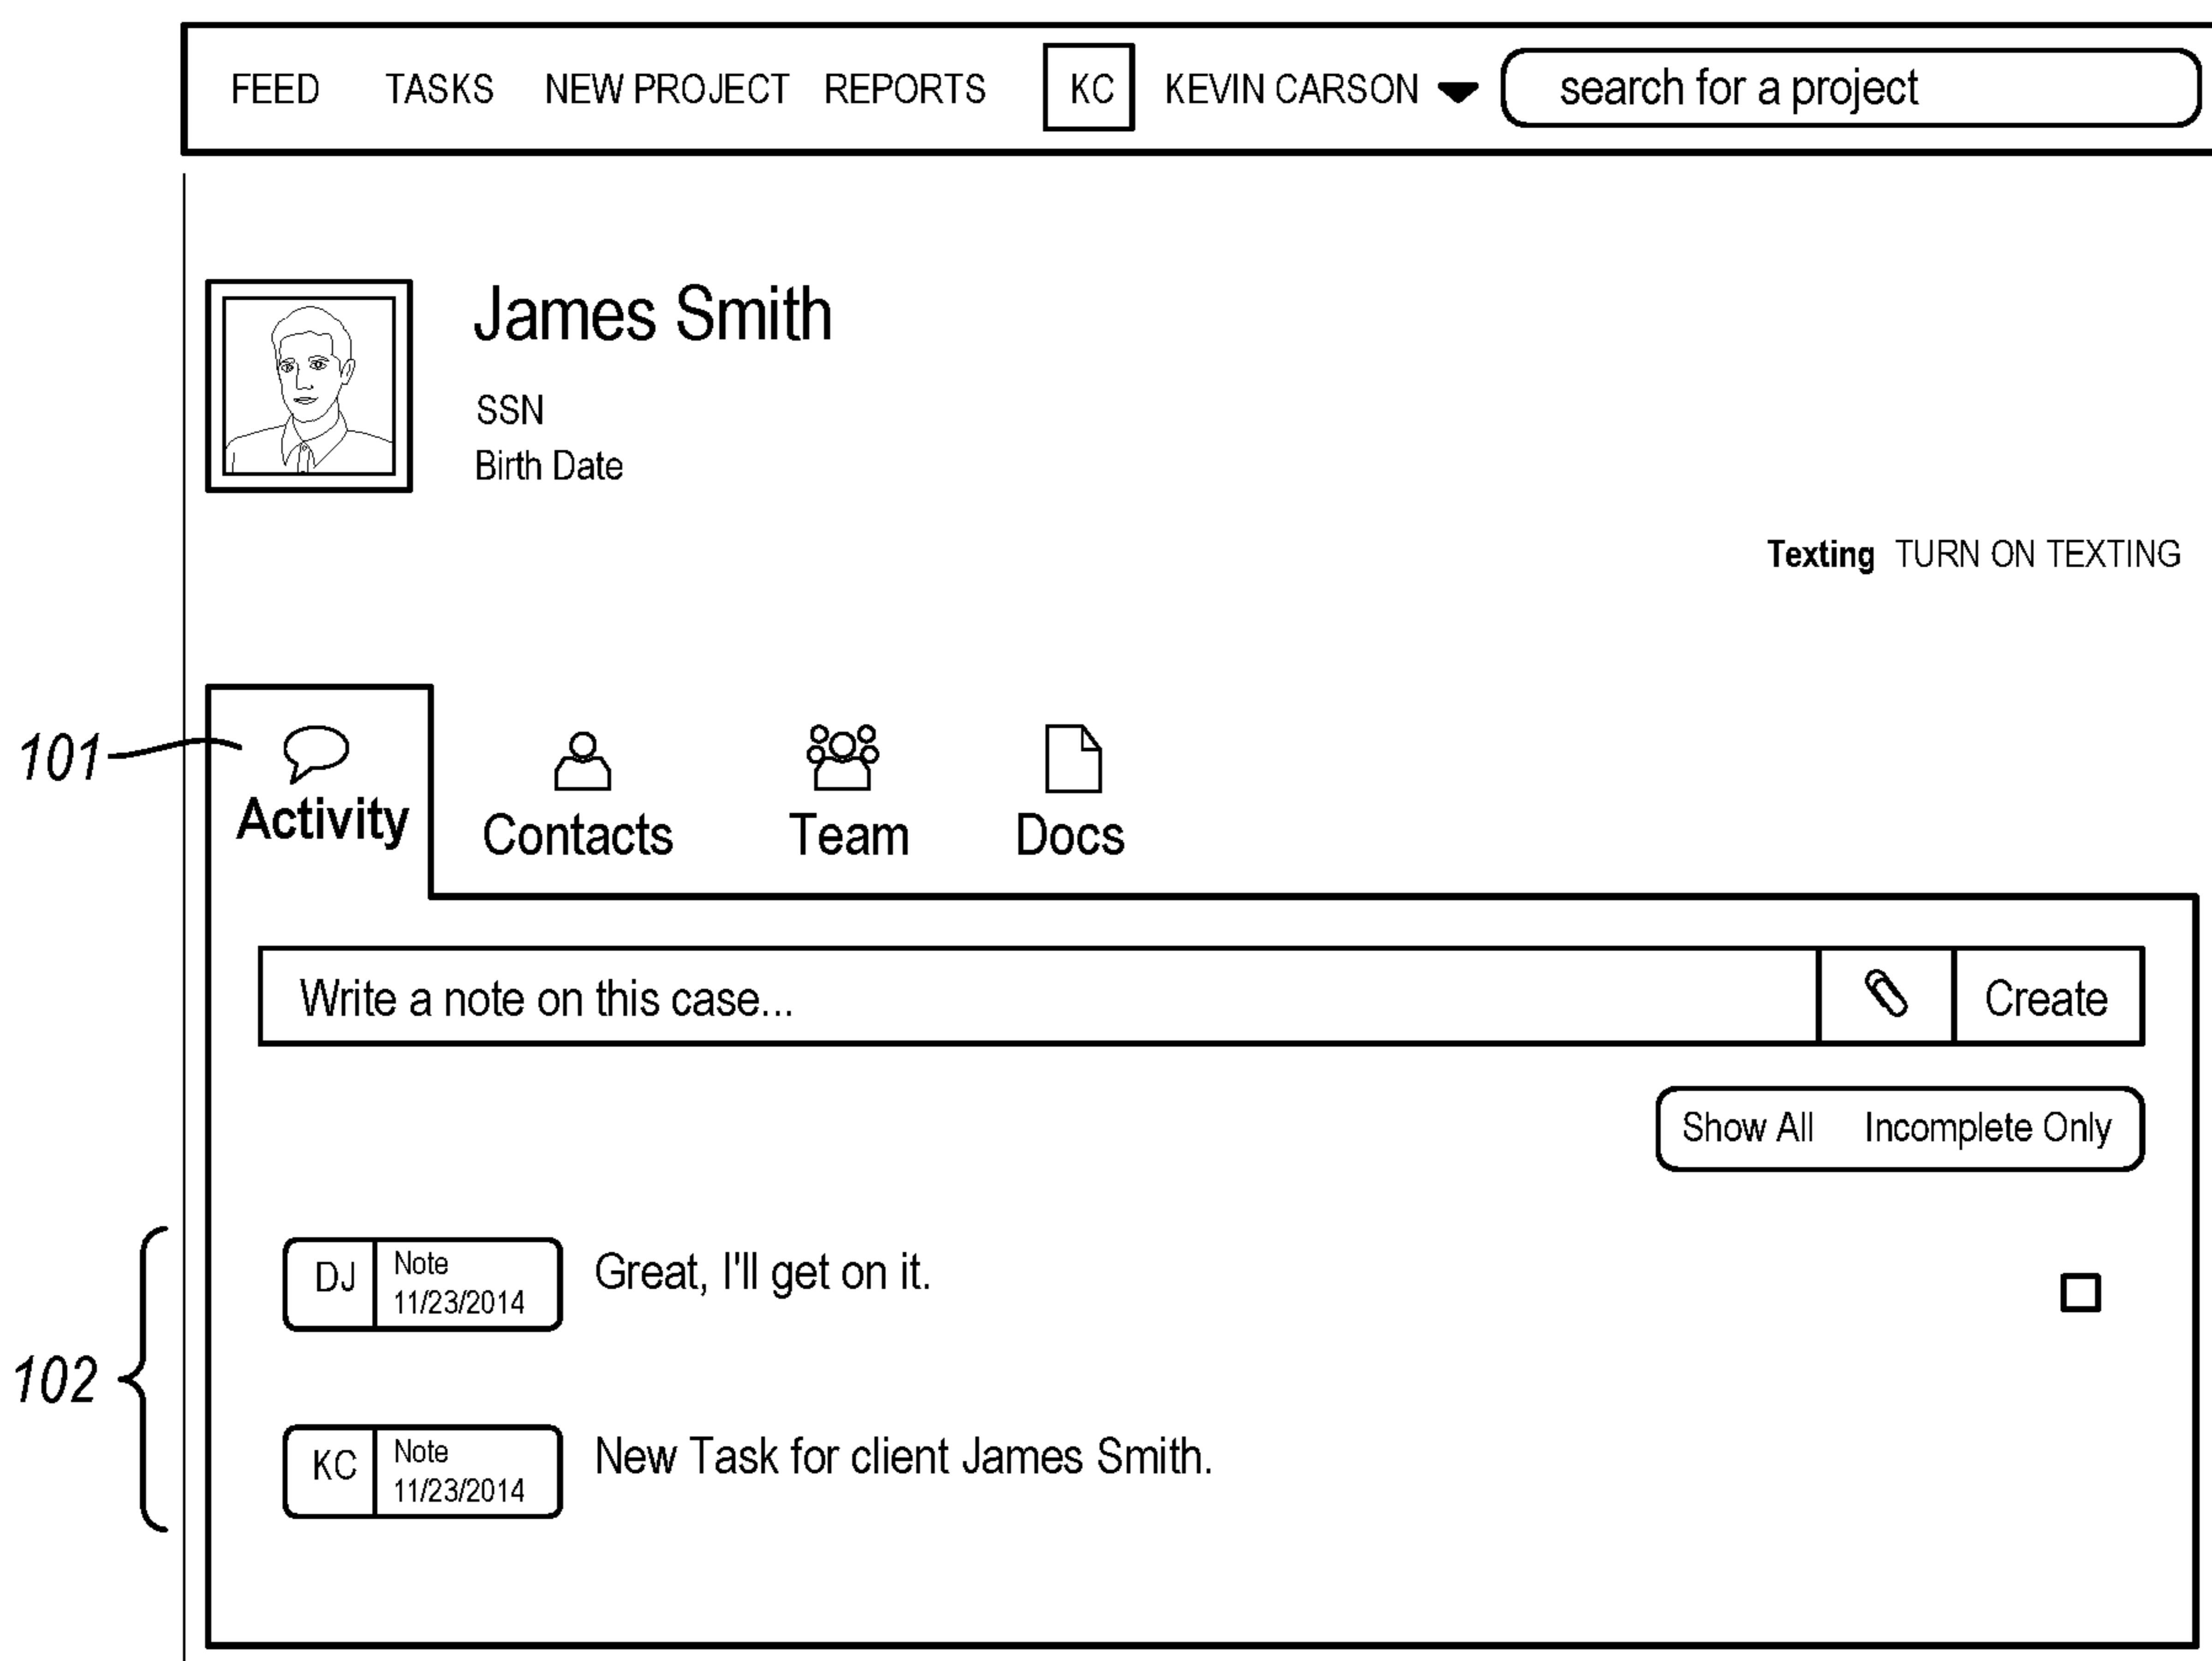 FEED TASKS NEW PROJECT REPORTS KC KEVIN CARSON search for a project
James Smith
SSN
Birth Date
Texting TURN ON TEXTING
101
Activity Contacts Team Docs
Write a note on this case... Create
Show All Incomplete Only
102
DJ Note 11/23/2014 Great, I'll get on it.
KC Note 11/23/2014 New Task for client James Smith.